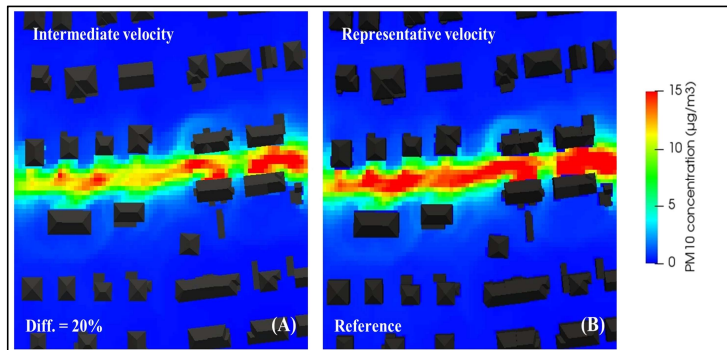 Intermediate velocity
Diff. = 20%
(A)
Representative velocity
Reference
(B)
15
10
5
0
PM10 concentration (µg/m3)